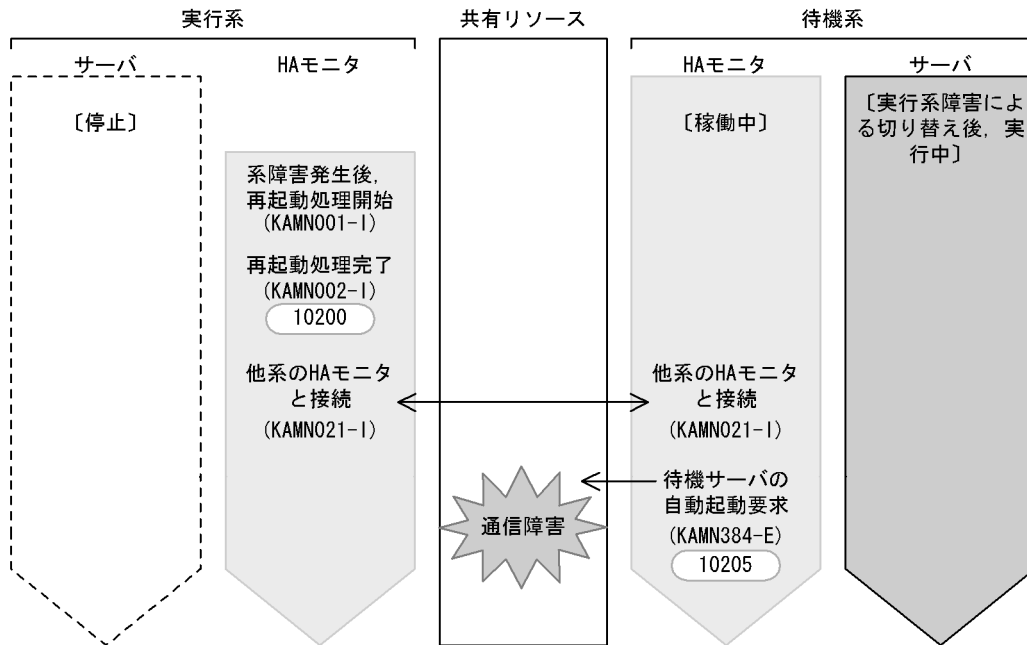 実行系
共有リソース
待機系
サーバ
HAモニタ
HAモニタ
サーバ
〔停止〕
系障害発生後,
再起動処理開始
(KAMN001-I)
再起動処理完了
(KAMN002-I)
10200
他系のHAモニタ
と接続
(KAMN021-I)
通信障害
〔稼働中〕
他系のHAモニタ
と接続
(KAMN021-I)
待機サーバの
自動起動要求
(KAMN384-E)
10205
〔実行系障害によ
る切り替え後,実
行中〕